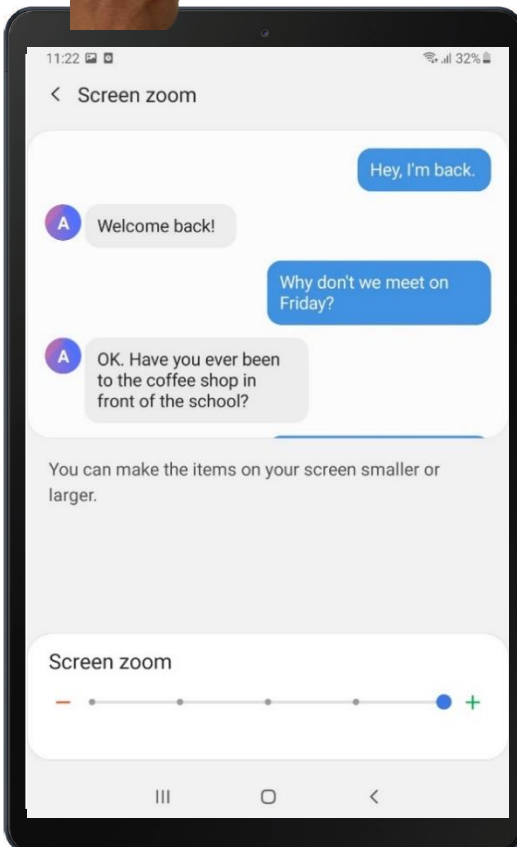 11:22 32%
Screen zoom
Hey, I'm back.
A Welcome back!
Why don't we meet on
Friday?
A OK. Have you ever been
to the coffee shop in
front of the school?
You can make the items on your screen smaller or
larger.
Screen zoom